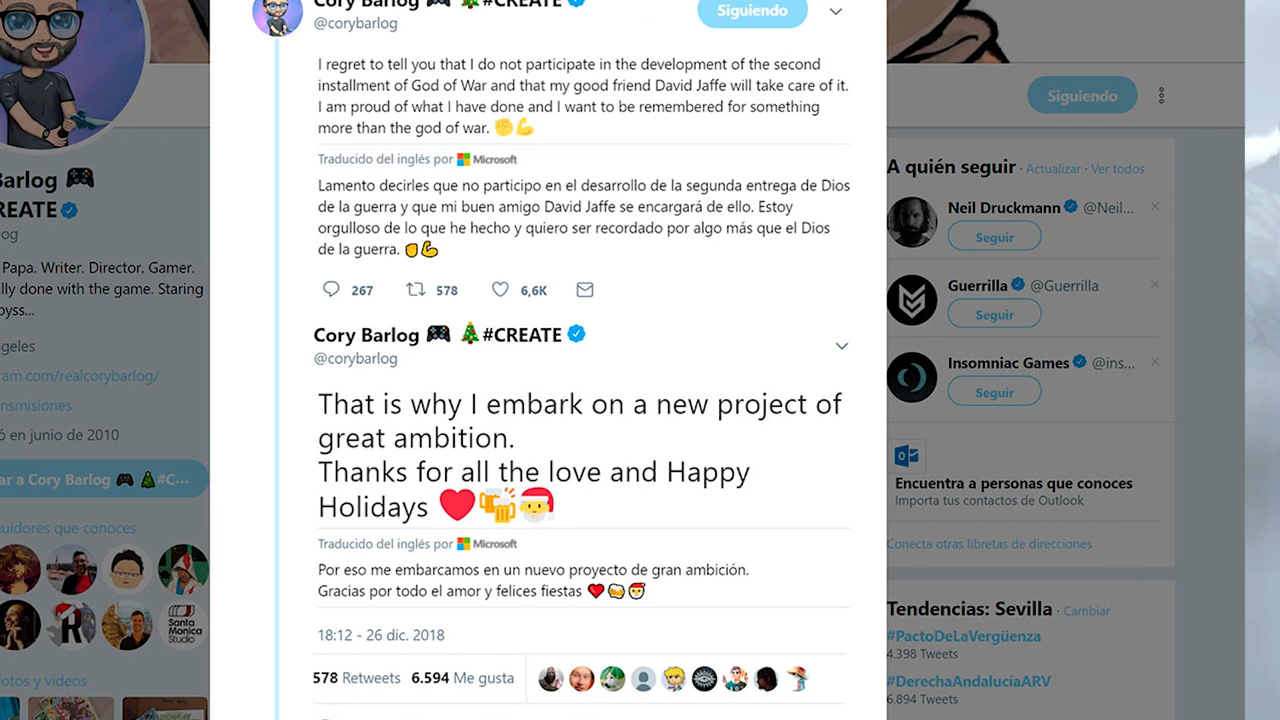 Cory Barlog #CREATE
@corybarlog
Siguiendo
I regret to tell you that I do not participate in the development of the second
installment of God of War and that my good friend David Jaffe will take care of it.
I am proud of what I have done and I want to be remembered for something
more than the god of war.
Traducido del inglés por Microsoft
Lamento decirles que no participo en el desarrollo de la segunda entrega de Dios
de la guerra y que mi buen amigo David Jaffe se encargará de ello. Estoy
orgulloso de lo que he hecho y quiero ser recordado por algo más que el Dios
de la guerra.
267 578 6,6K
Cory Barlog #CREATE
@corybarlog
That is why I embark on a new project of
great ambition.
Thanks for all the love and Happy
Holidays
Traducido del inglés por Microsoft
Por eso me embarcamos en un nuevo proyecto de gran ambición.
Gracias por todo el amor y felices fiestas
18:12 - 26 dic. 2018
578 Retweets 6.594 Me gusta
Barlog
REATE
og
Papa. Writer. Director. Gamer.
lly done with the game. Staring
byss...
ngeles
ram.com/realcorybarlog/
nsmisiones
ó en junio de 2010
ar a Cory Barlog #C...
uidores que conoces
R
Santa
Monica
Studio
fotos y videos
Siguiendo
A quién seguir · Actualizar · Ver todos
Neil Druckmann @Neil...
Seguir
Guerrilla @Guerrilla
Seguir
Insomniac Games @ins...
Seguir
Encuentra a personas que conoces
Importa tus contactos de Outlook
Conecta otras libretas de direcciones
Tendencias: Sevilla · Cambiar
#PactoDeLaVergüenza
4.398 Tweets
#DerechaAndalucíaARV
6.894 Tweets